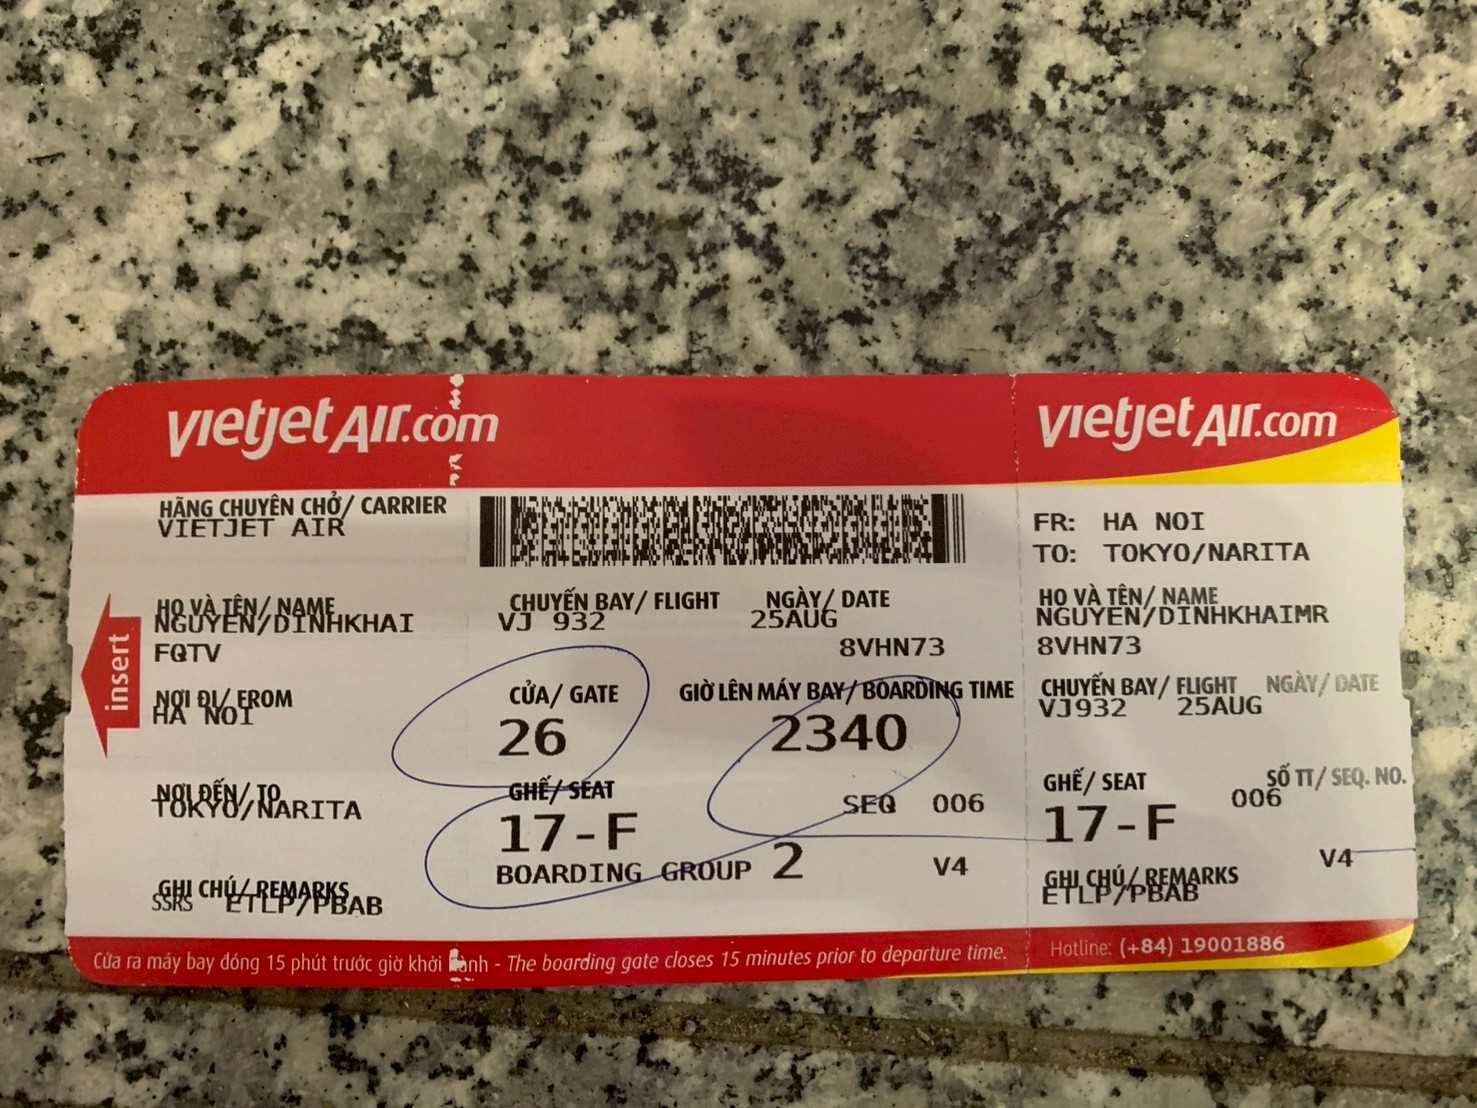 vietjetAir.com
HÃNG CHUYÊN CHỞ/ CARRIER
VIETJET AIR
HỌ VÀ TÊN/ NAME
NGUYEN/DINHKHAI
FQTV
CHUYẾN BAY/ FLIGHT
VJ 932
NGÀY/ DATE
25AUG
8VHN73
insert
NƠI ĐI/ FROM
HA NOI
CỬA/ GATE
26
GIỜ LÊN MÁY BAY/ BOARDING TIME
2340
NƠI ĐẾN/ TO
TOKYO/NARITA
GHẾ/ SEAT
17-F
SEQ 006
BOARDING GROUP 2
V4
GHI CHÚ/ REMARKS
SSRS ETLP/PBAB
Cửa ra máy bay đóng 15 phút trước giờ khởi hành - The boarding gate closes 15 minutes prior to departure time.
vietjetAir.com
FR: HA NOI
TO: TOKYO/NARITA
HỌ VÀ TÊN/ NAME
NGUYEN/DINHKHAIMR
8VHN73
CHUYẾN BAY/ FLIGHT NGÀY/ DATE
VJ932 25AUG
GHẾ/ SEAT
17-F
SỐ TT/ SEQ. NO.
006
V4
GHI CHÚ/ REMARKS
ETLP/PBAB
Hotline: (+84) 19001886